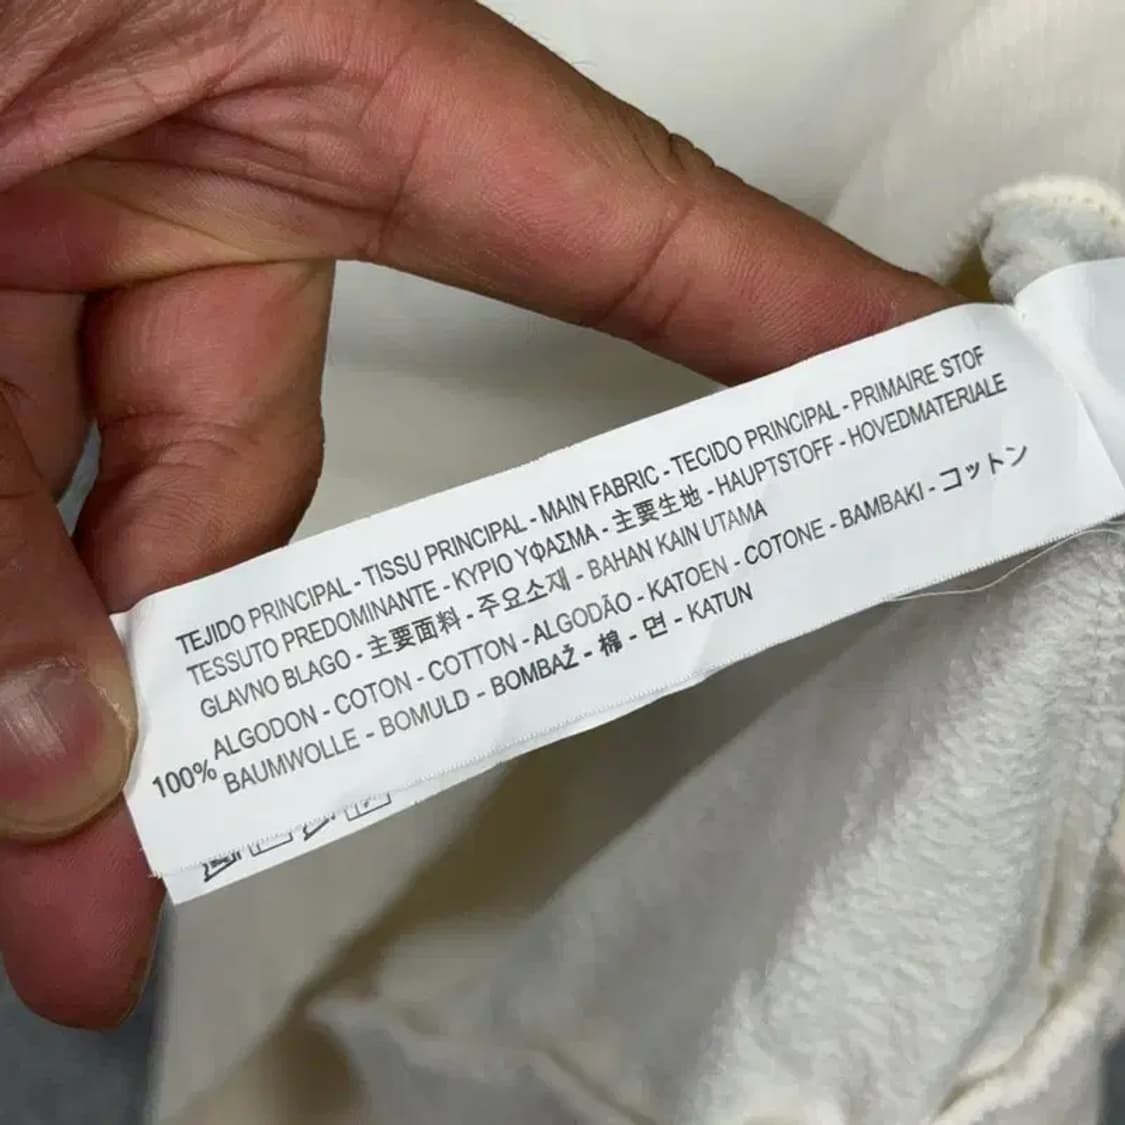 TEJIDO PRINCIPAL - TISSU PRINCIPAL - MAIN FABRIC - TECIDO PRINCIPAL - PRIMAIRE STOF
TESSUTO PREDOMINANTE - ΚΥΡΙΟ ΥΦΑΣΜΑ - 主要生地 - HAUPTSTOFF - HOVEDMATERIALE
GLAVNO BLAGO - 主要面料 - 주요소재 - BAHAN KAIN UTAMA
100% ALGODON - COTON - COTTON - ALGODÃO - KATOEN - COTONE - BAMBAKI - コットン
BAUMWOLLE - BOMULD - BOMBAŽ - 棉 - 면 - KATUN